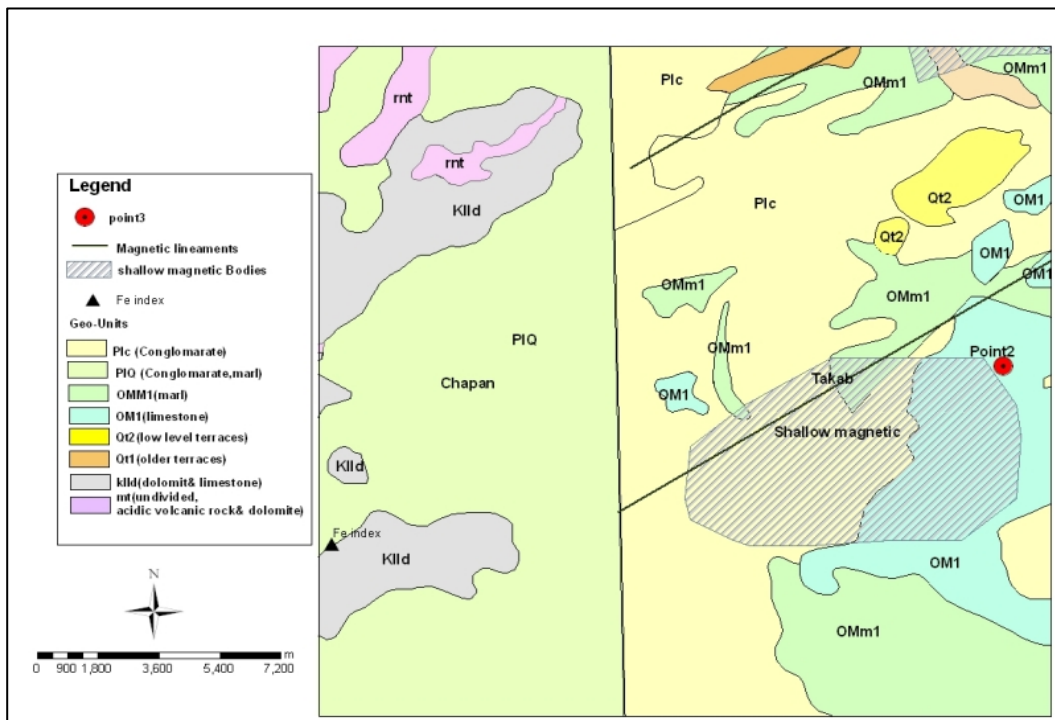 Legend
point3
Magnetic lineaments
shallow magnetic Bodies
Fe index
Geo-Units
Plc (Conglomarate)
PlQ (Conglomarate,marl)
OMM1(marl)
OM1(limestone)
Qt2(low level terraces)
Qt1(older terraces)
klld(dolomit& limestone)
mt(undivided,
acidic volcanic rock& dolomite)
N
m
0 900 1,800 3,600 5,400 7,200
rnt
rnt
Klld
PlQ
Chapan
Klld
Fe index
Klld
Plc
OMm1
OMm1
Plc
Qt2
OM1
Qt2
OM1
OM1
OMm1
OMm1
OMm1
Point2
OM1
Takab
Shallow magnetic
OM1
OMm1